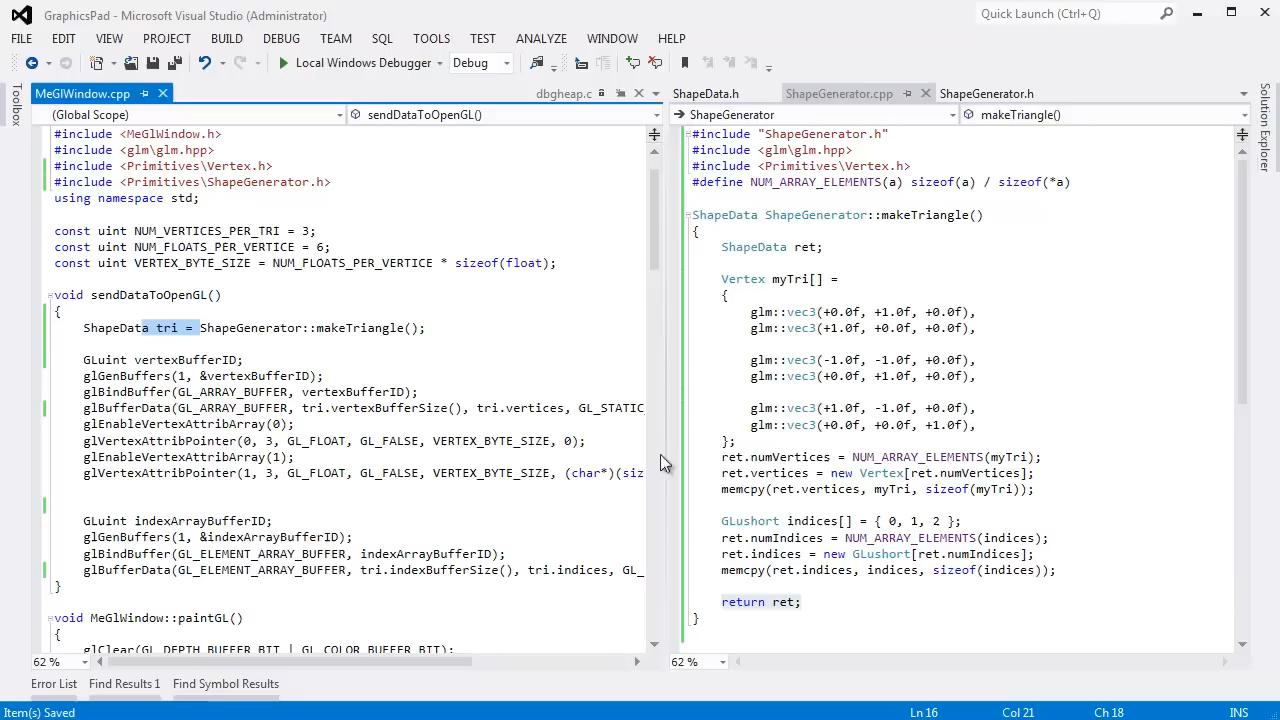 GraphicsPad - Microsoft Visual Studio (Administrator)
Quick Launch (Ctrl+Q)
FILE EDIT VIEW PROJECT BUILD DEBUG TEAM SQL TOOLS TEST ANALYZE WINDOW HELP
Local Windows Debugger Debug
Toolbox
MeGlWindow.cpp dbgheap.c
(Global Scope) sendDataToOpenGL()
#include <MeGlWindow.h>
#include <glm\glm.hpp>
#include <Primitives\Vertex.h>
#include <Primitives\ShapeGenerator.h>
using namespace std;
const uint NUM_VERTICES_PER_TRI = 3;
const uint NUM_FLOATS_PER_VERTICE = 6;
const uint VERTEX_BYTE_SIZE = NUM_FLOATS_PER_VERTICE * sizeof(float);
void sendDataToOpenGL()
{
ShapeData tri = ShapeGenerator::makeTriangle();
GLuint vertexBufferID;
glGenBuffers(1, &vertexBufferID);
glBindBuffer(GL_ARRAY_BUFFER, vertexBufferID);
glBufferData(GL_ARRAY_BUFFER, tri.vertexBufferSize(), tri.vertices, GL_STATIC_
glEnableVertexAttribArray(0);
glVertexAttribPointer(0, 3, GL_FLOAT, GL_FALSE, VERTEX_BYTE_SIZE, 0);
glEnableVertexAttribArray(1);
glVertexAttribPointer(1, 3, GL_FLOAT, GL_FALSE, VERTEX_BYTE_SIZE, (char*)(siz
GLuint indexArrayBufferID;
glGenBuffers(1, &indexArrayBufferID);
glBindBuffer(GL_ELEMENT_ARRAY_BUFFER, indexArrayBufferID);
glBufferData(GL_ELEMENT_ARRAY_BUFFER, tri.indexBufferSize(), tri.indices, GL_
}
void MeGlWindow::paintGL()
{
glClear(GL_DEPTH_BUFFER_BIT | GL_COLOR_BUFFER_BIT);
62 %
ShapeData.h ShapeGenerator.cpp ShapeGenerator.h
ShapeGenerator makeTriangle()
#include "ShapeGenerator.h"
#include <glm\glm.hpp>
#include <Primitives\Vertex.h>
#define NUM_ARRAY_ELEMENTS(a) sizeof(a) / sizeof(*a)
ShapeData ShapeGenerator::makeTriangle()
{
ShapeData ret;
Vertex myTri[] =
{
glm::vec3(+0.0f, +1.0f, +0.0f),
glm::vec3(+1.0f, +0.0f, +0.0f),
glm::vec3(-1.0f, -1.0f, +0.0f),
glm::vec3(+0.0f, +1.0f, +0.0f),
glm::vec3(+1.0f, -1.0f, +0.0f),
glm::vec3(+0.0f, +0.0f, +1.0f),
};
ret.numVertices = NUM_ARRAY_ELEMENTS(myTri);
ret.vertices = new Vertex[ret.numVertices];
memcpy(ret.vertices, myTri, sizeof(myTri));
GLushort indices[] = { 0, 1, 2 };
ret.numIndices = NUM_ARRAY_ELEMENTS(indices);
ret.indices = new GLushort[ret.numIndices];
memcpy(ret.indices, indices, sizeof(indices));
return ret;
}
62 %
Solution Explorer
Error List Find Results 1 Find Symbol Results
Item(s) Saved Ln 16 Col 21 Ch 18 INS